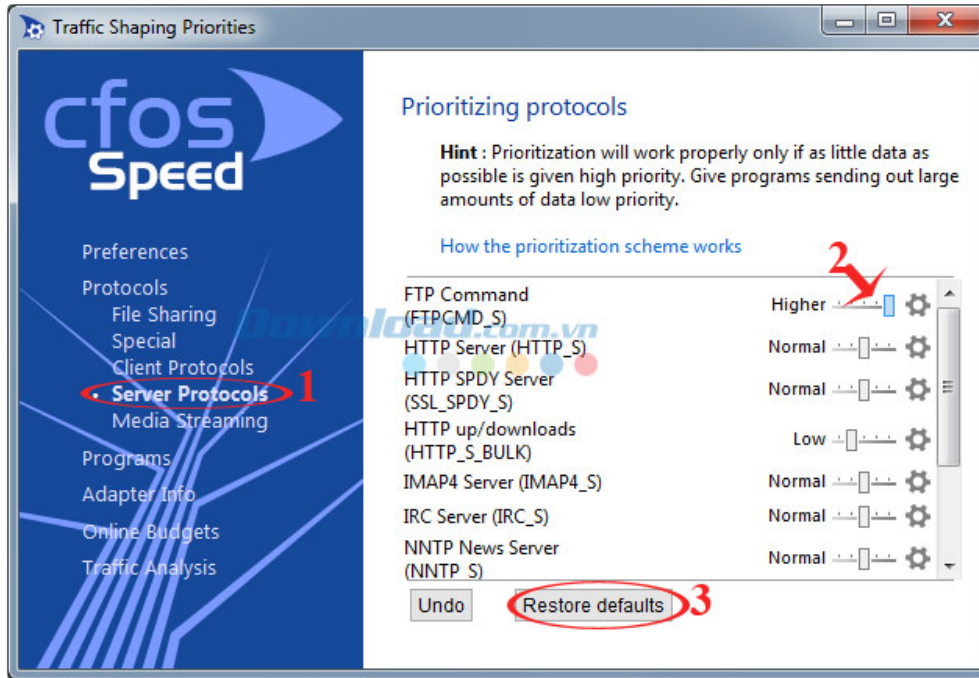 Traffic Shaping Priorities
cfos
Speed
Preferences
Protocols
File Sharing
Special
Client Protocols
• Server Protocols 1
Media Streaming
Programs
Adapter Info
Online Budgets
Traffic Analysis
Prioritizing protocols
Hint : Prioritization will work properly only if as little data as
possible is given high priority. Give programs sending out large
amounts of data low priority.
How the prioritization scheme works
2
FTP Command
(FTPCMD_S)
Higher
HTTP Server (HTTP_S)
Normal
HTTP SPDY Server
(SSL_SPDY_S)
Normal
HTTP up/downloads
(HTTP_S_BULK)
Low
IMAP4 Server (IMAP4_S)
Normal
IRC Server (IRC_S)
Normal
NNTP News Server
(NNTP_S)
Normal
Undo
Restore defaults 3
Download.com.vn